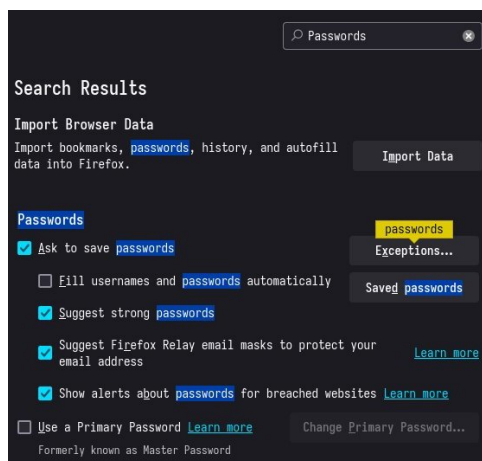 Passwords
Search Results
Import Browser Data
Import bookmarks, passwords, history, and autofill
data into Firefox.
Import Data
Passwords
passwords
Ask to save passwords
Exceptions...
Fill usernames and passwords automatically
Saved passwords
Suggest strong passwords
Suggest Firefox Relay email masks to protect your
email address
Learn more
Show alerts about passwords for breached websites Learn more
Use a Primary Password Learn more
Change Primary Password...
Formerly known as Master Password